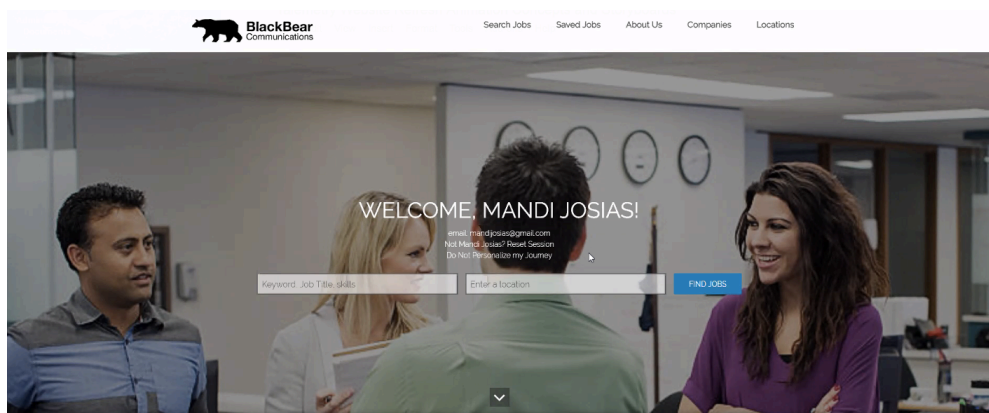 BlackBear
Communications
Search Jobs Saved Jobs About Us Companies Locations
WELCOME, MANDI JOSIAS!
email: mandijosias@gmail.com
Not Mandi Josias? Reset Session
Do Not Personalize my Journey
Keyword, Job Title, skills Enter a location FIND JOBS